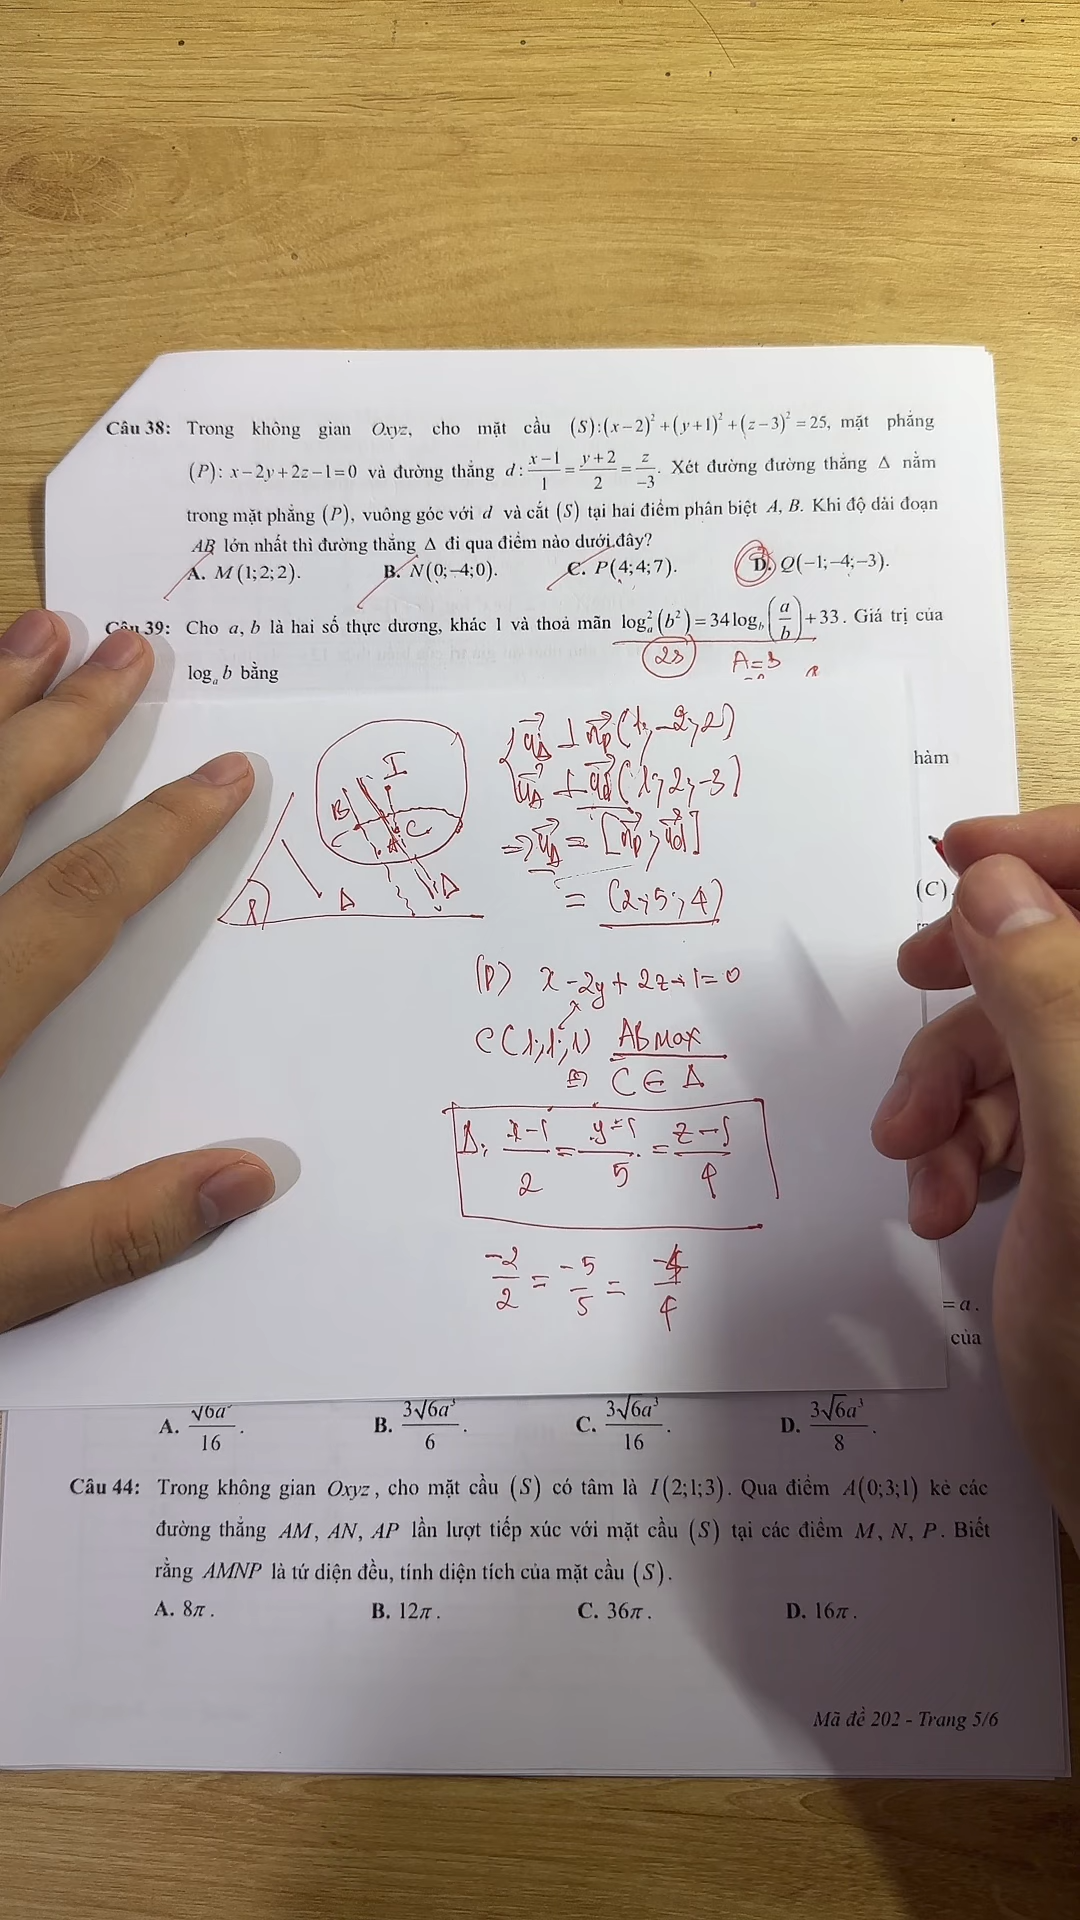 Câu 38: Trong không gian Oxyz, cho mặt cầu (S):(x−2)²+(y+1)²+(z−3)²=25, mặt phẳng
(P): x−2y+2z−1=0 và đường thẳng d: (x−1)/1 = (y+2)/2 = z/−3. Xét đường đường thẳng Δ nằm
trong mặt phẳng (P), vuông góc với d và cắt (S) tại hai điểm phân biệt A, B. Khi độ dài đoạn
AB lớn nhất thì đường thẳng Δ đi qua điểm nào dưới đây?
A. M(1;2;2). B. N(0;−4;0). C. P(4;4;7). D. Q(−1;−4;−3).
Câu 39: Cho a, b là hai số thực dương, khác 1 và thoả mãn log²ₐ(b²)=34log_b(a/b)+33. Giá trị của
logₐ b bằng
A=3
I
B
C
A
Δ
Δ
P
u⃗Δ ⊥ n⃗p(1;−2;2)
u⃗Δ ⊥ u⃗d(1;2;−3)
⇒ u⃗Δ = [n⃗p; u⃗d]
= (2;5;4)
(P) x−2y+2z−1=0
C(1;1;1) AB max
⇔ C ∈ Δ
Δ: (x−1)/2 = (y−1)/5 = (z−1)/4
−2/2 = −5/5 = −4/4
hàm
(C)
= a.
của
A. √6a³/16. B. 3√6a³/6. C. 3√6a³/16. D. 3√6a³/8.
Câu 44: Trong không gian Oxyz, cho mặt cầu (S) có tâm là I(2;1;3). Qua điểm A(0;3;1) kẻ các
đường thẳng AM, AN, AP lần lượt tiếp xúc với mặt cầu (S) tại các điểm M, N, P. Biết
rằng AMNP là tứ diện đều, tính diện tích của mặt cầu (S).
A. 8π. B. 12π. C. 36π. D. 16π.
Mã đề 202 - Trang 5/6